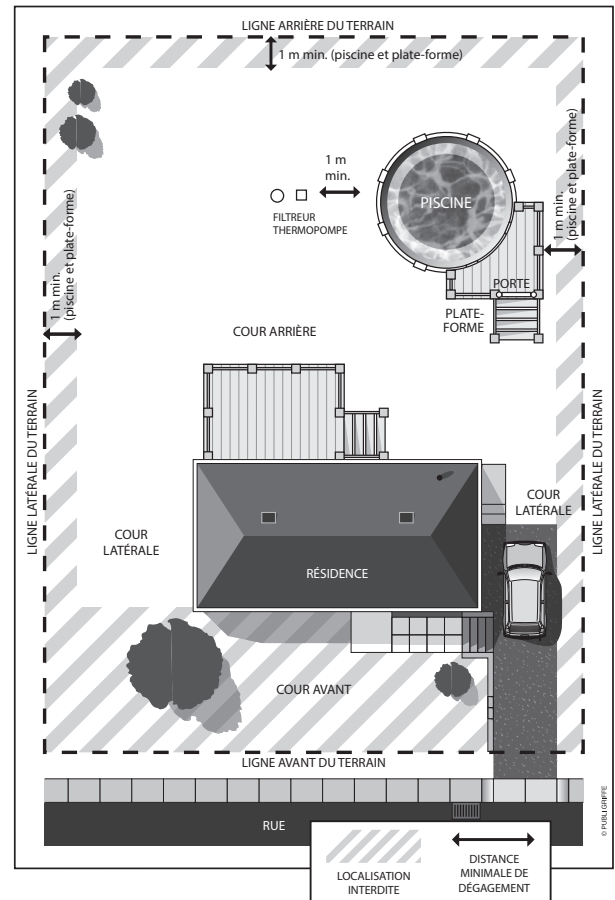 LIGNE ARRIÈRE DU TERRAIN
1 m min. (piscine et plate-forme)
1 m
min.
FILTREUR
THERMOPOMPE
PISCINE
1 m min.
(piscine et plate-forme)
1 m min.
(piscine et plate-forme)
PORTE
PLATE-
FORME
COUR ARRIÈRE
LIGNE LATÉRALE DU TERRAIN
LIGNE LATÉRALE DU TERRAIN
COUR
LATÉRALE
COUR
LATÉRALE
RÉSIDENCE
COUR AVANT
LIGNE AVANT DU TERRAIN
RUE
© PUBLIGRIFFE
LOCALISATION
INTERDITE
DISTANCE
MINIMALE DE
DÉGAGEMENT